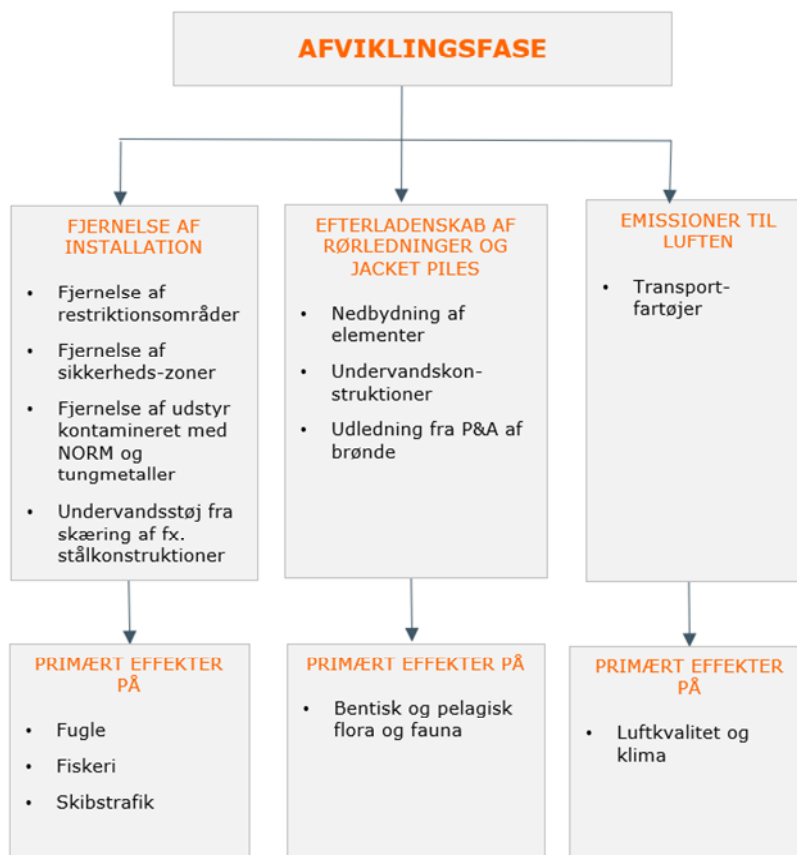 AFVIKLINGSFASE
FJERNELSE AF
INSTALLATION
• Fjernelse af
restriktionsområder
• Fjernelse af
sikkerheds-zoner
• Fjernelse af udstyr
kontamineret med
NORM og
tungmetaller
• Undervandsstøj fra
skæring af fx.
stålkonstruktioner
EFTERLADENSKAB AF
RØRLEDNINGER OG
JACKET PILES
• Nedbydning af
elementer
• Undervandskon-
struktioner
• Udledning fra P&A af
brønde
EMISSIONER TIL
LUFTEN
• Transport-
fartøjer
PRIMÆRT EFFEKTER
PÅ
• Fugle
• Fiskeri
• Skibstrafik
PRIMÆRT EFFEKTER PÅ
• Bentisk og pelagisk
flora og fauna
PRIMÆRT EFFEKTER
PÅ
• Luftkvalitet og
klima